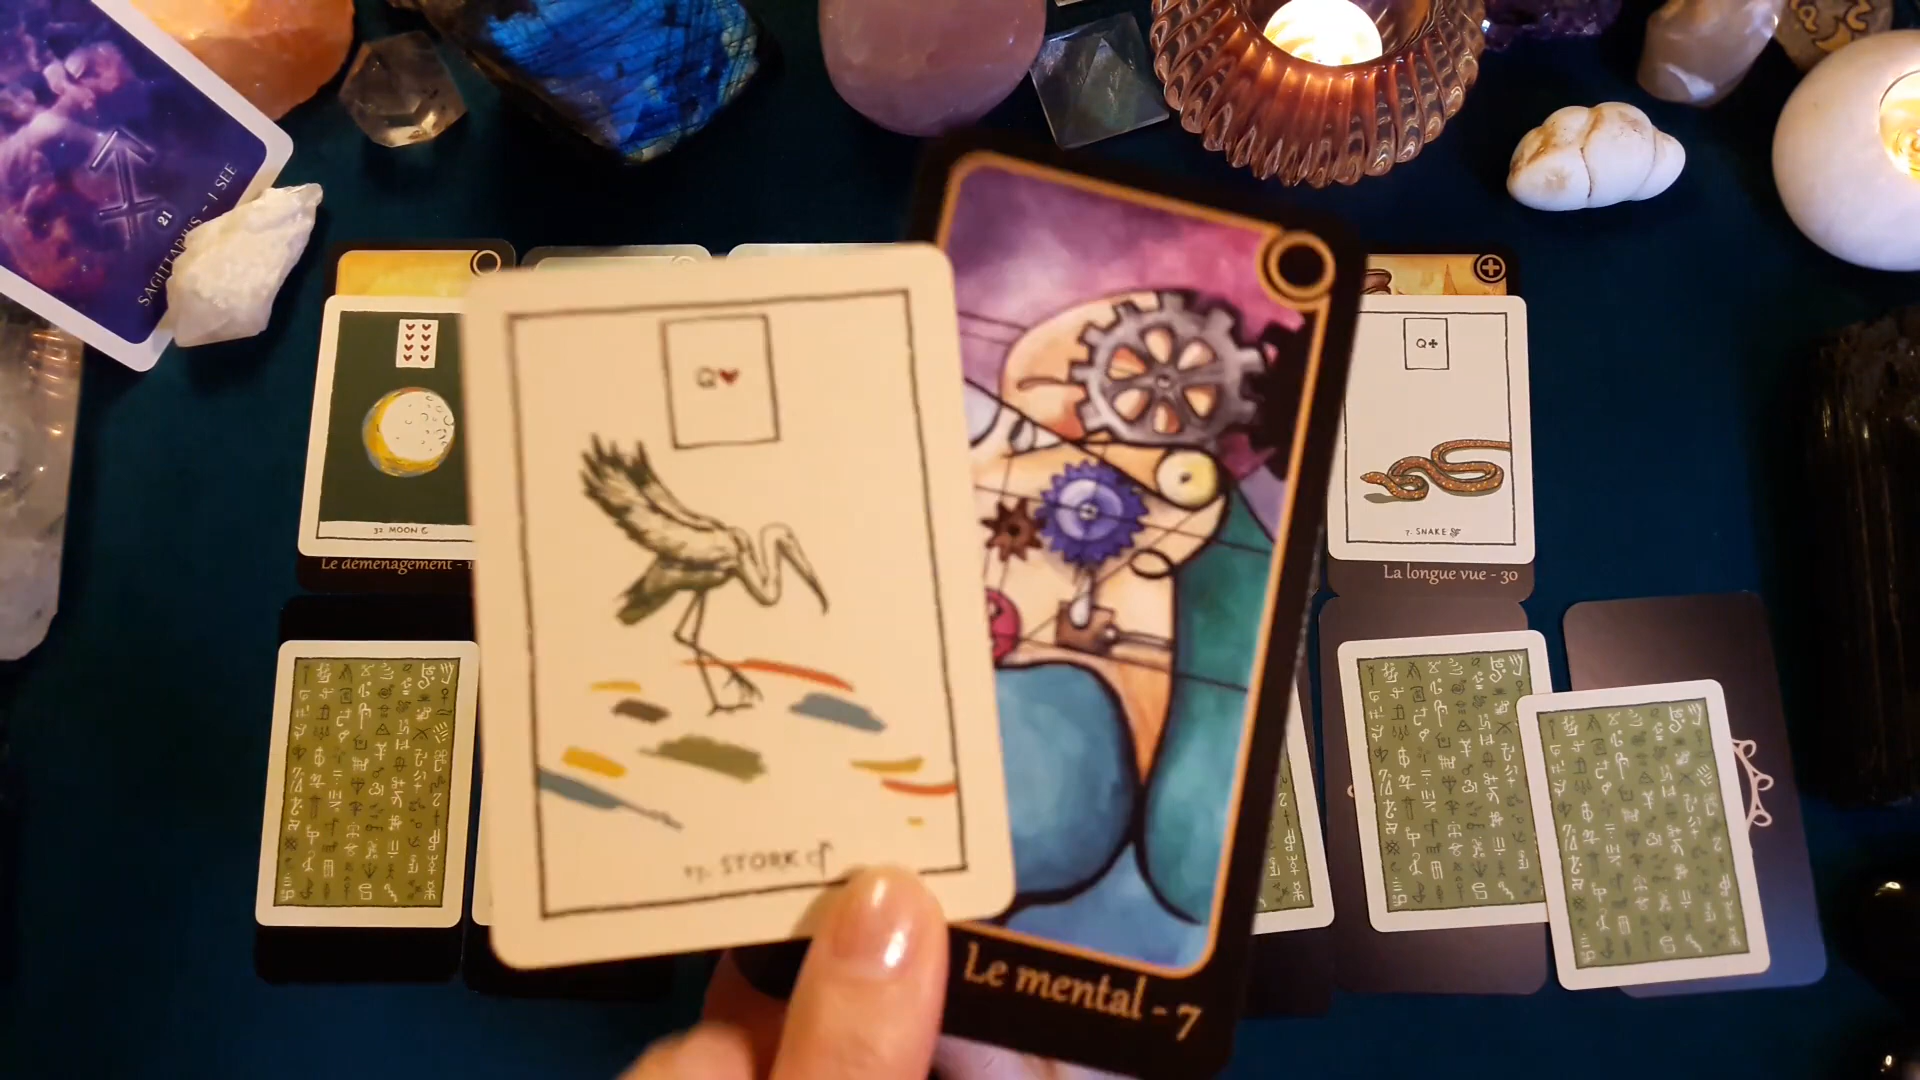 SAGITTARIUS - I SEE
21
32 MOON
Le déménagement -
Q
17. STORK
Le mental - 7
Q
7. SNAKE
La longue vue - 30